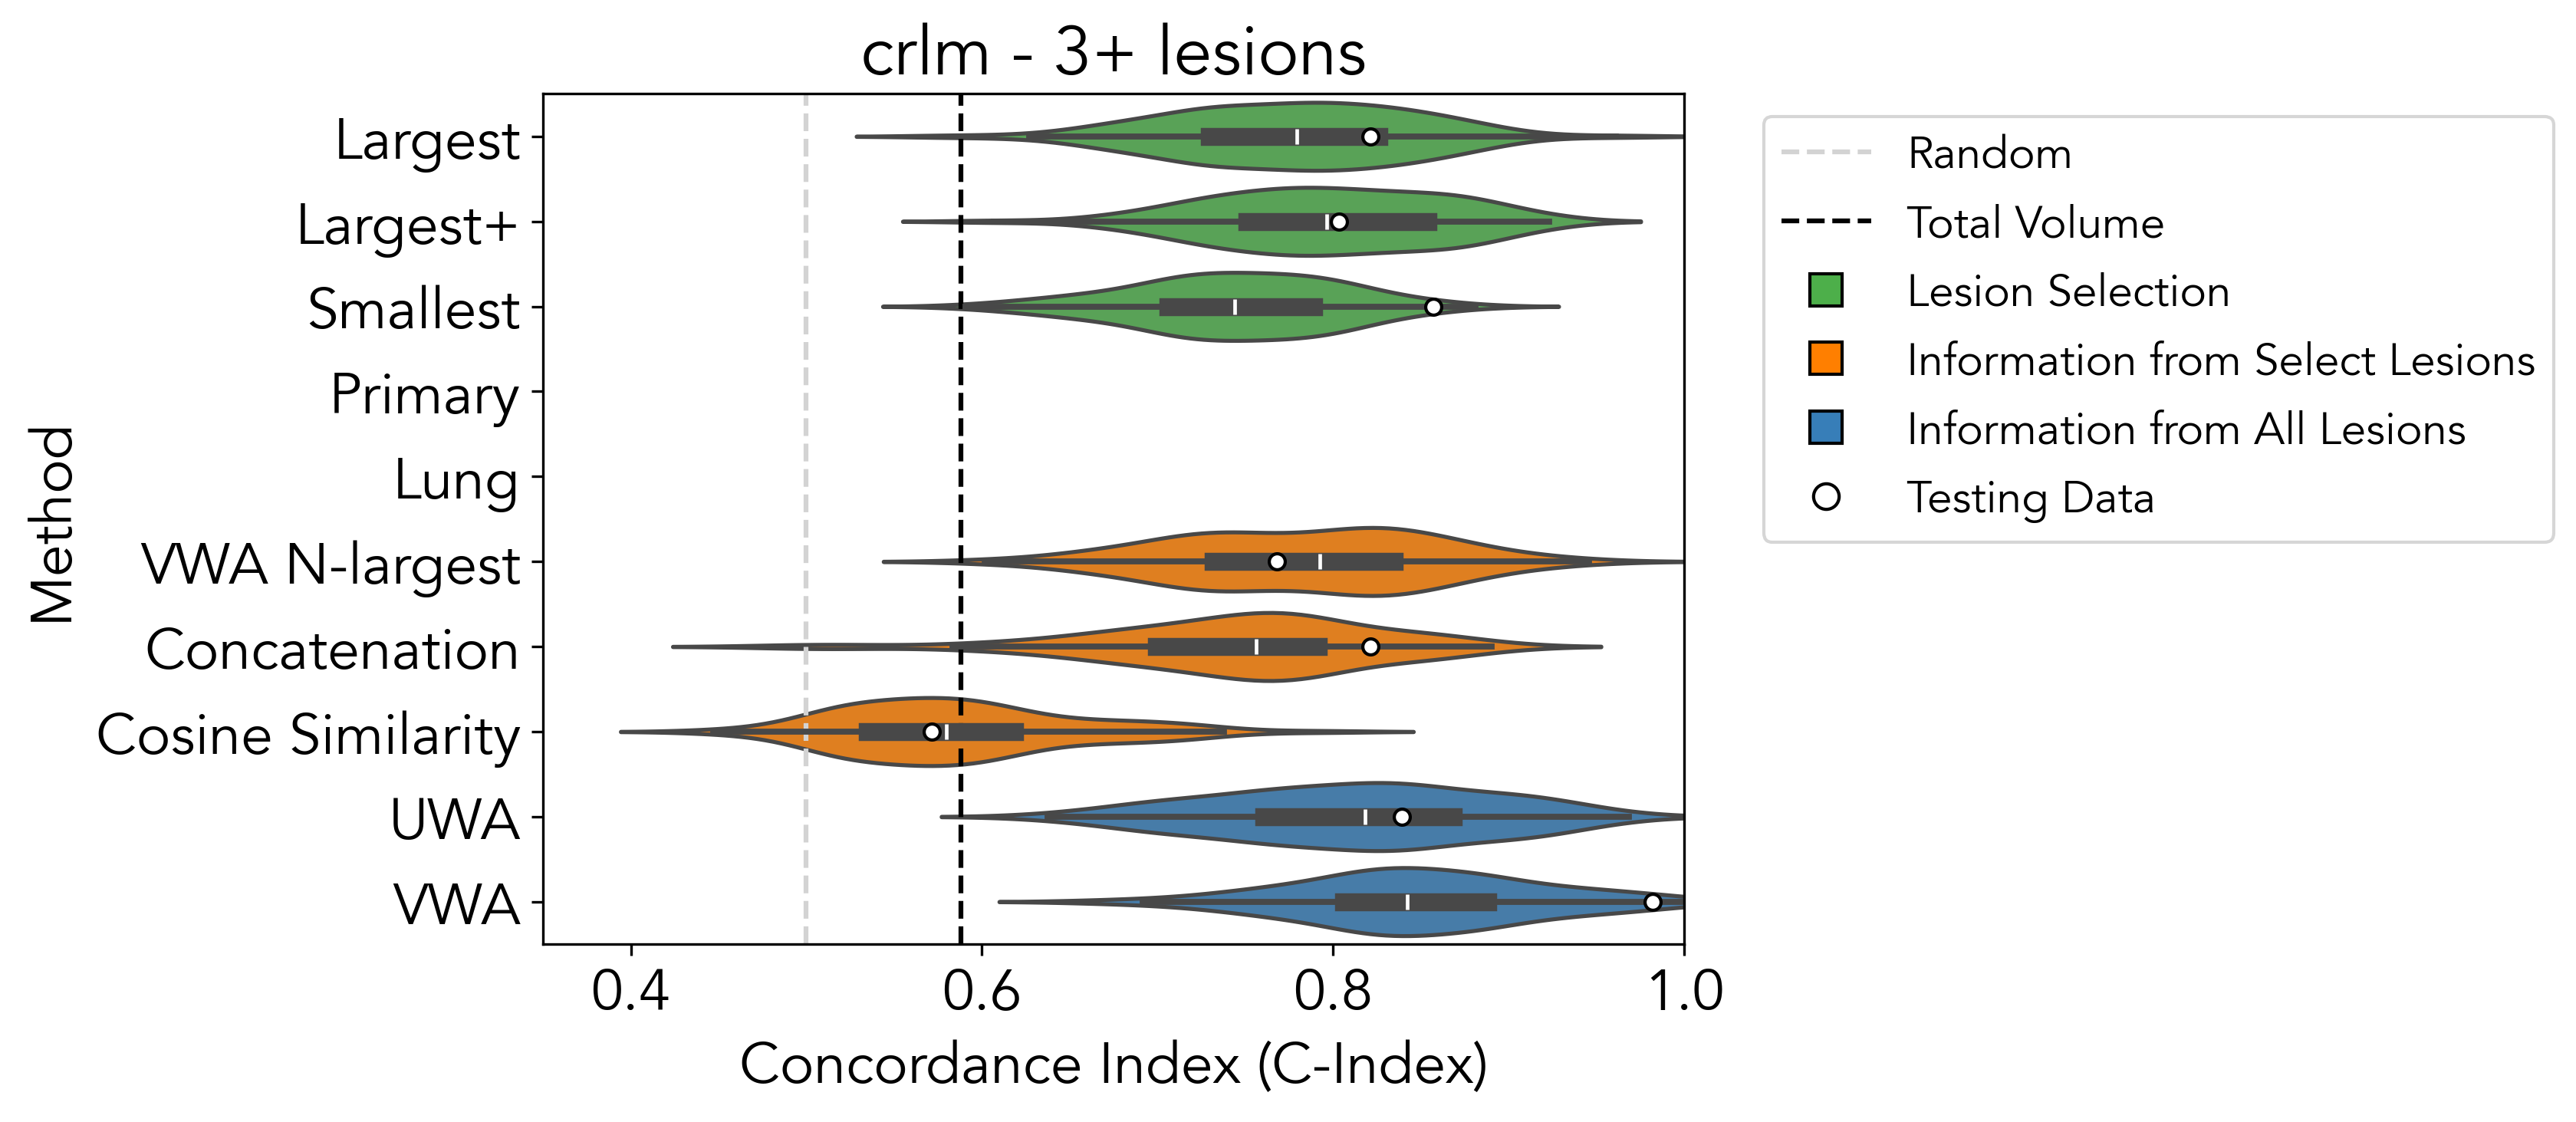 crlm - 3+ lesions
Method
Largest
Largest+
Smallest
Primary
Lung
VWA N-largest
Concatenation
Cosine Similarity
UWA
VWA
0.4 0.6 0.8 1.0
Concordance Index (C-Index)
Random
Total Volume
Lesion Selection
Information from Select Lesions
Information from All Lesions
Testing Data